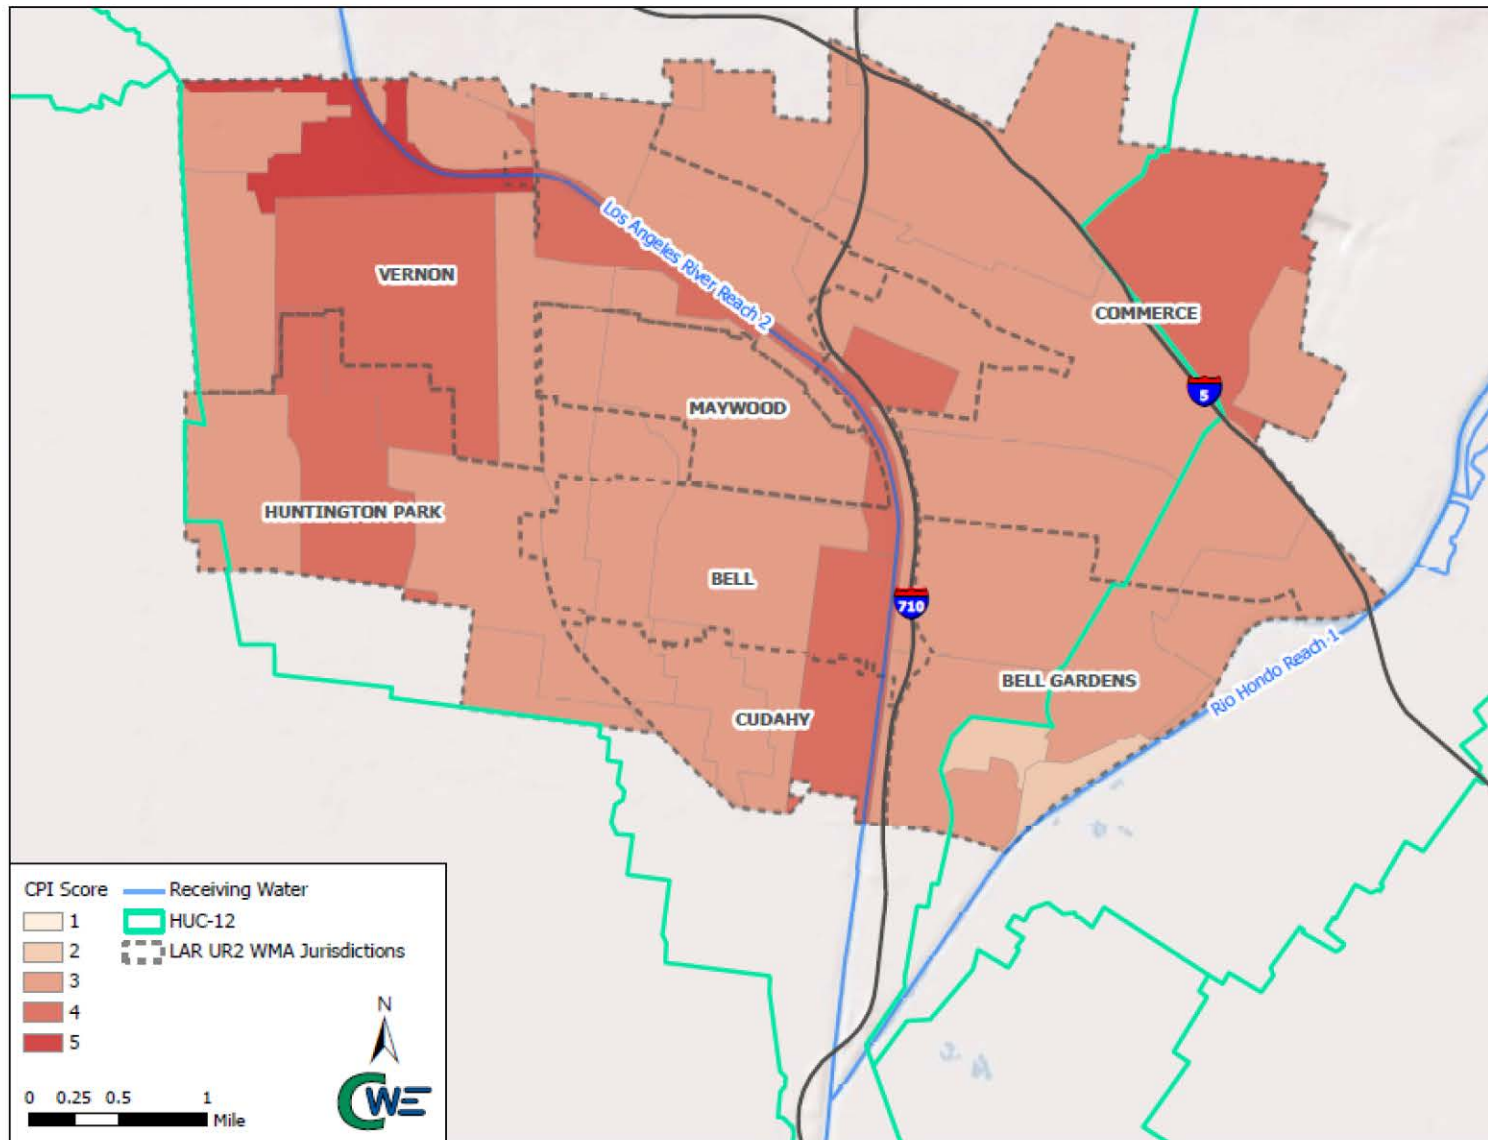 VERNON
Los Angeles River Reach 2
COMMERCE
5
MAYWOOD
HUNTINGTON PARK
BELL
710
BELL GARDENS
Rio Hondo Reach 1
CUDAHY
CPI Score
1
2
3
4
5
Receiving Water
HUC-12
LAR UR2 WMA Jurisdictions
N
0 0.25 0.5 1
Mile
CWE